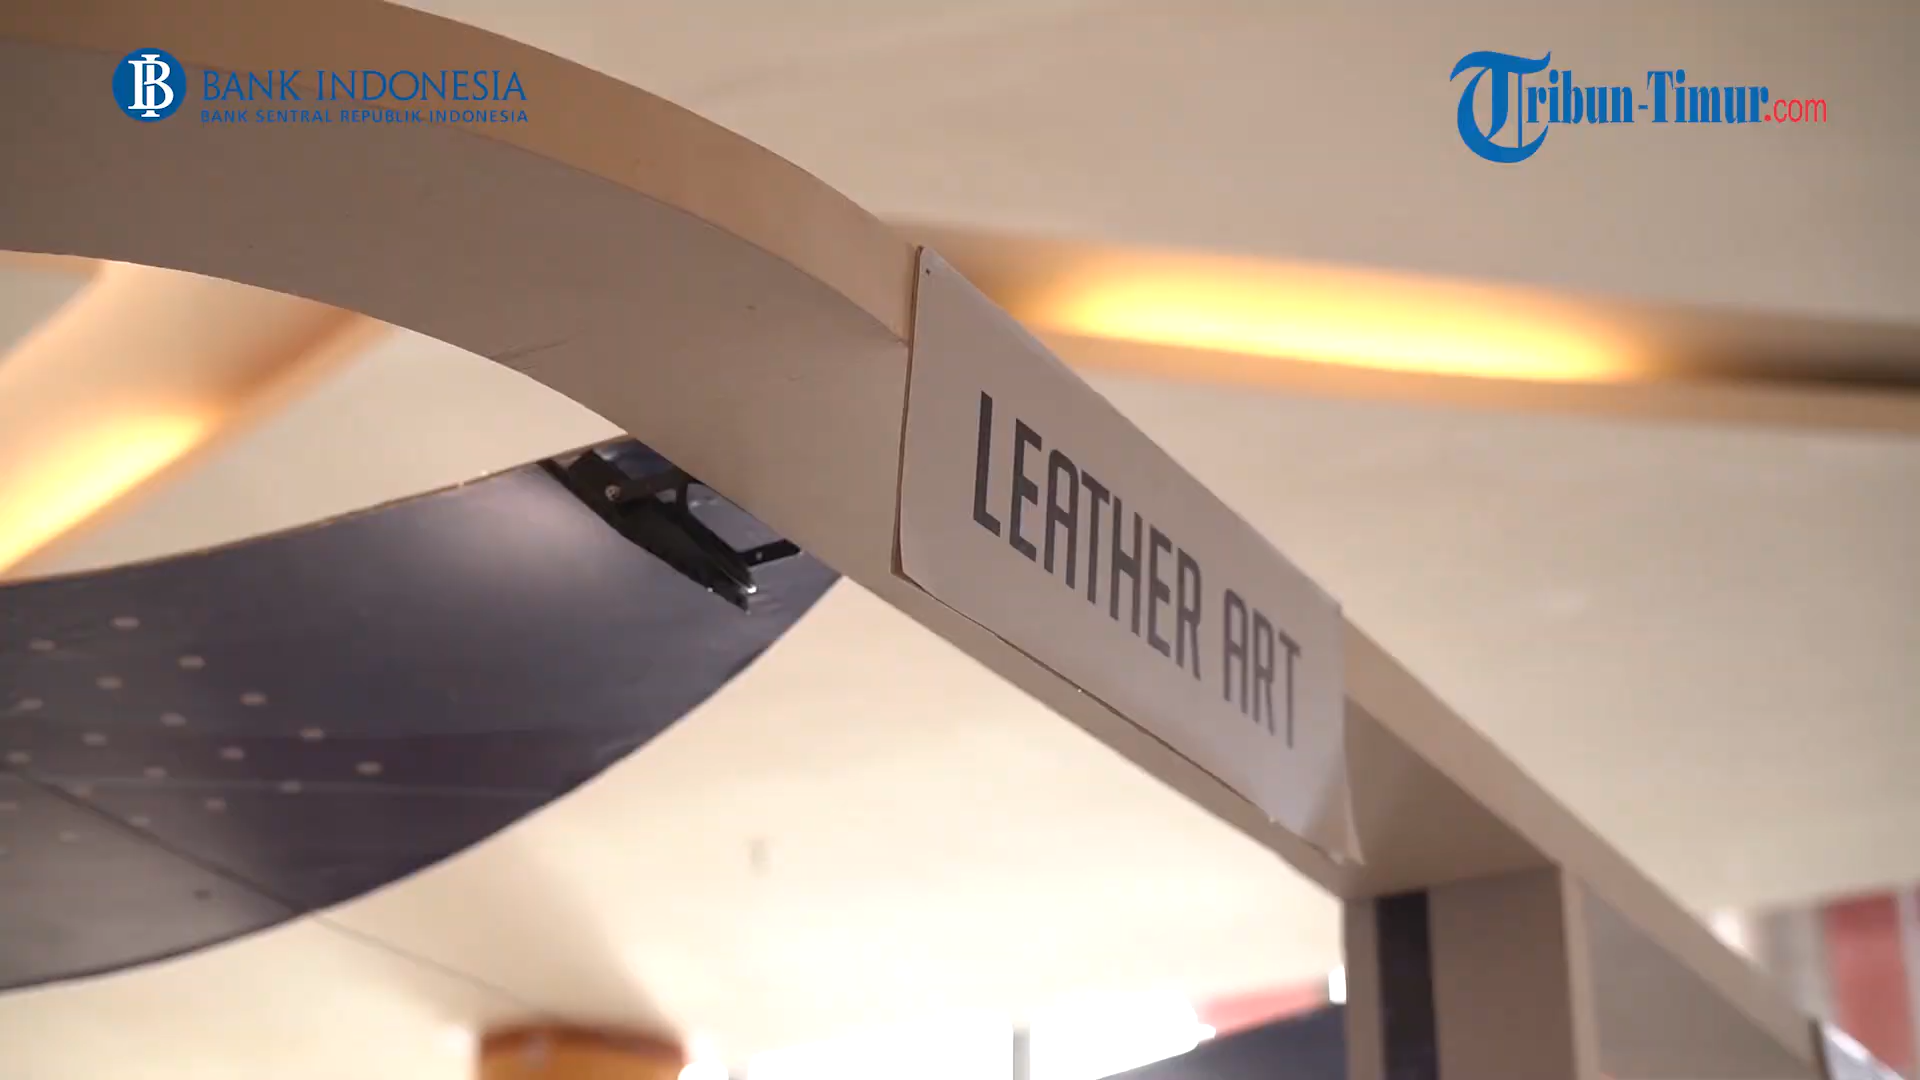 BANK INDONESIA
BANK SENTRAL REPUBLIK INDONESIA
Tribun-Timur.com
LEATHER ART